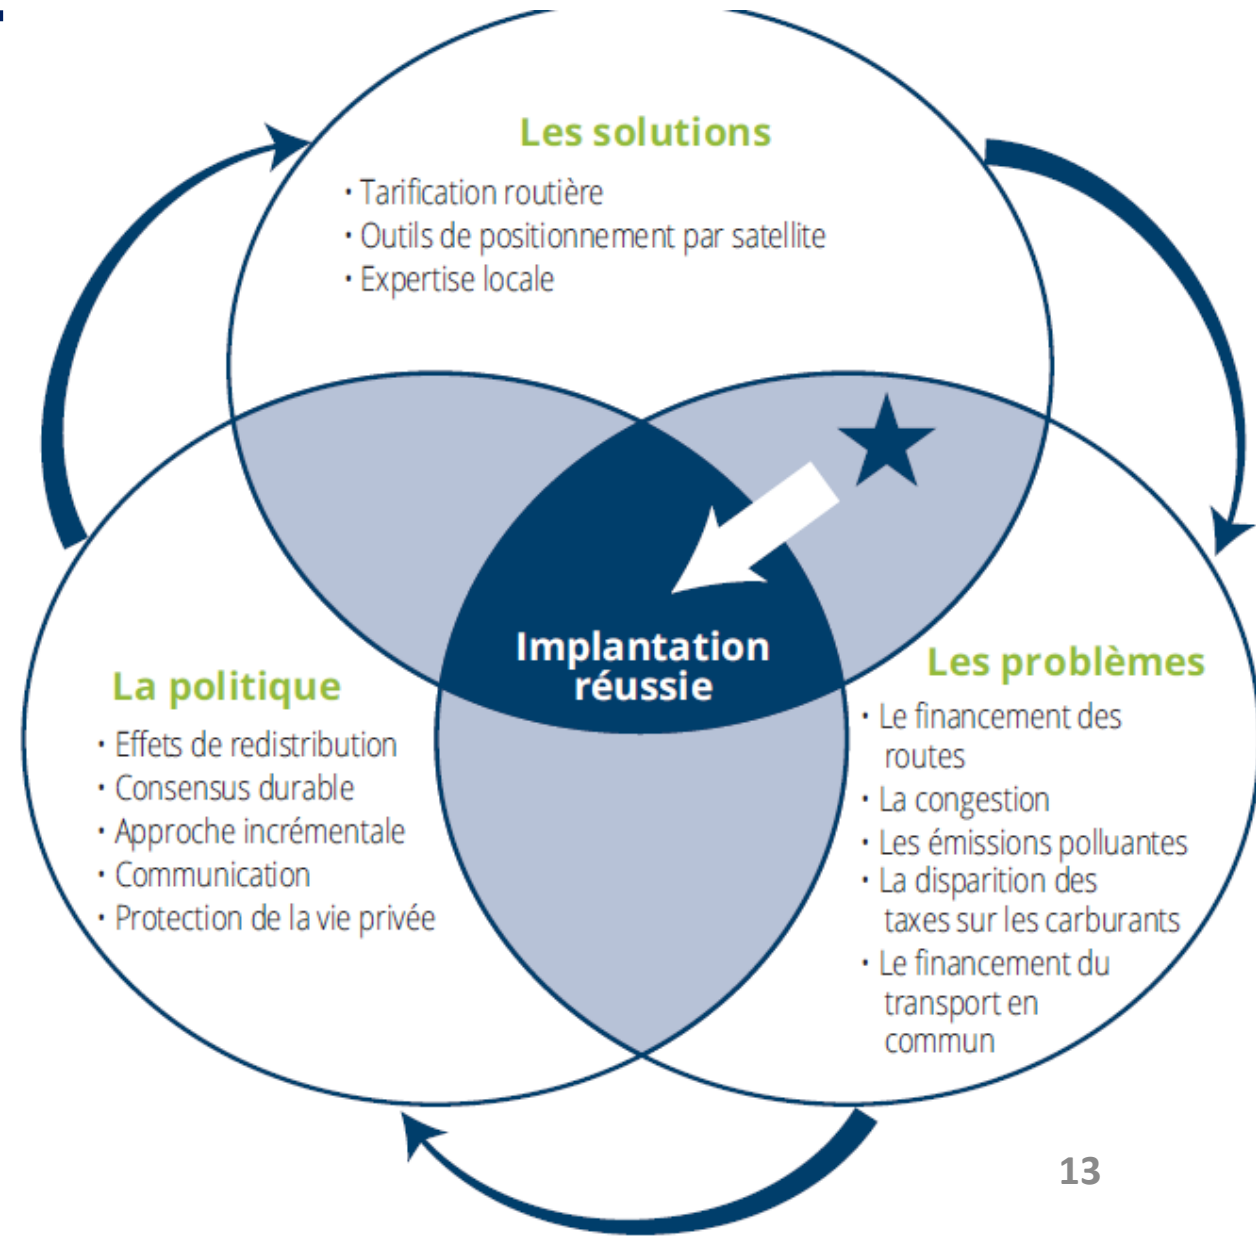 Les solutions
• Tarification routière
• Outils de positionnement par satellite
• Expertise locale
Implantation
réussie
La politique
• Effets de redistribution
• Consensus durable
• Approche incrémentale
• Communication
• Protection de la vie privée
Les problèmes
• Le financement des
routes
• La congestion
• Les émissions polluantes
• La disparition des
taxes sur les carburants
• Le financement du
transport en
commun
13